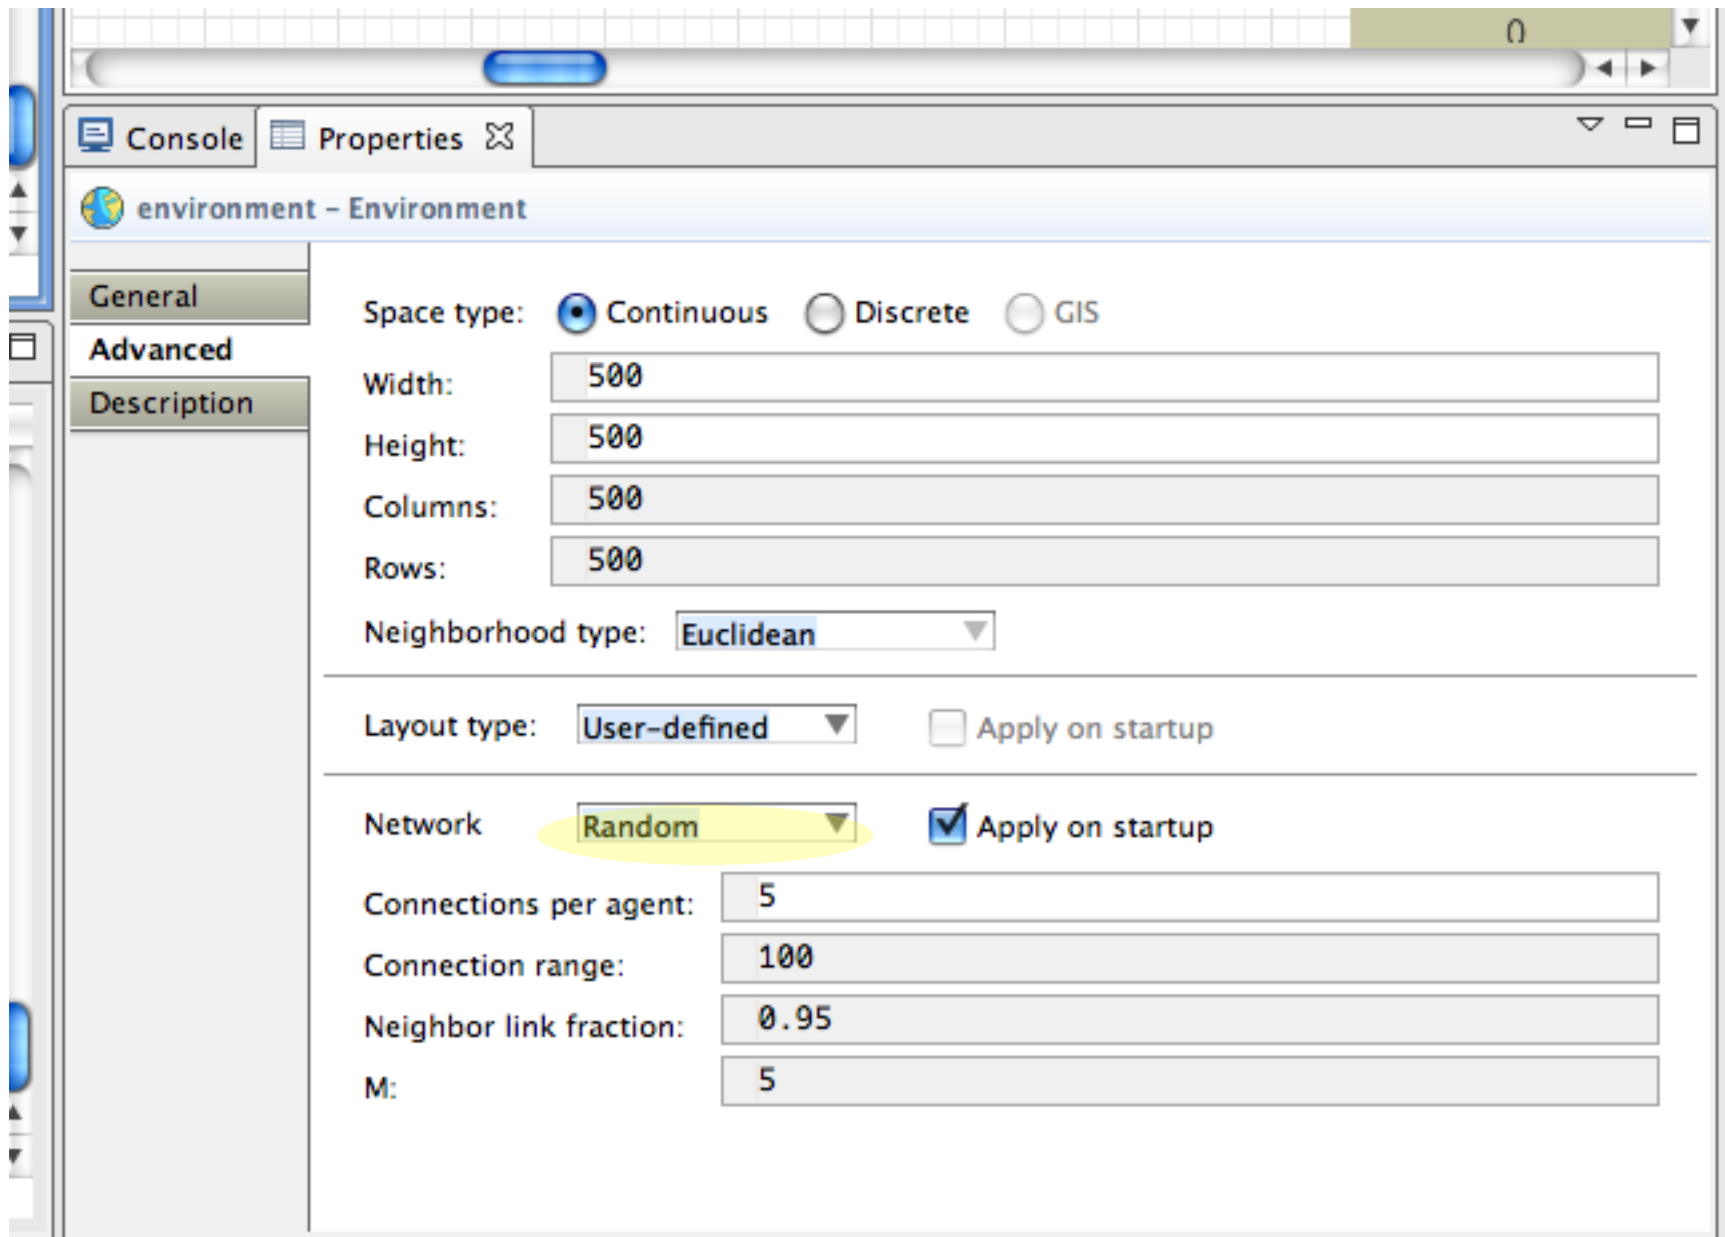 0
Console Properties
environment – Environment
General
Advanced
Description
Space type: Continuous Discrete GIS
Width: 500
Height: 500
Columns: 500
Rows: 500
Neighborhood type: Euclidean
Layout type: User-defined Apply on startup
Network Random Apply on startup
Connections per agent: 5
Connection range: 100
Neighbor link fraction: 0.95
M: 5